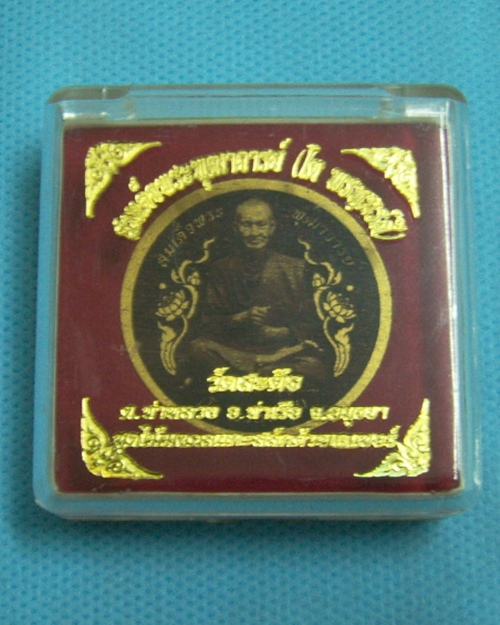 สมเด็จพระพุฒาจารย์ (โต พรหมรังสี)
สมเด็จพระ พุฒาจารย์
วัดสะตือ
ต.ท่าหลวง อ.ท่าเรือ จ.อยุธยา